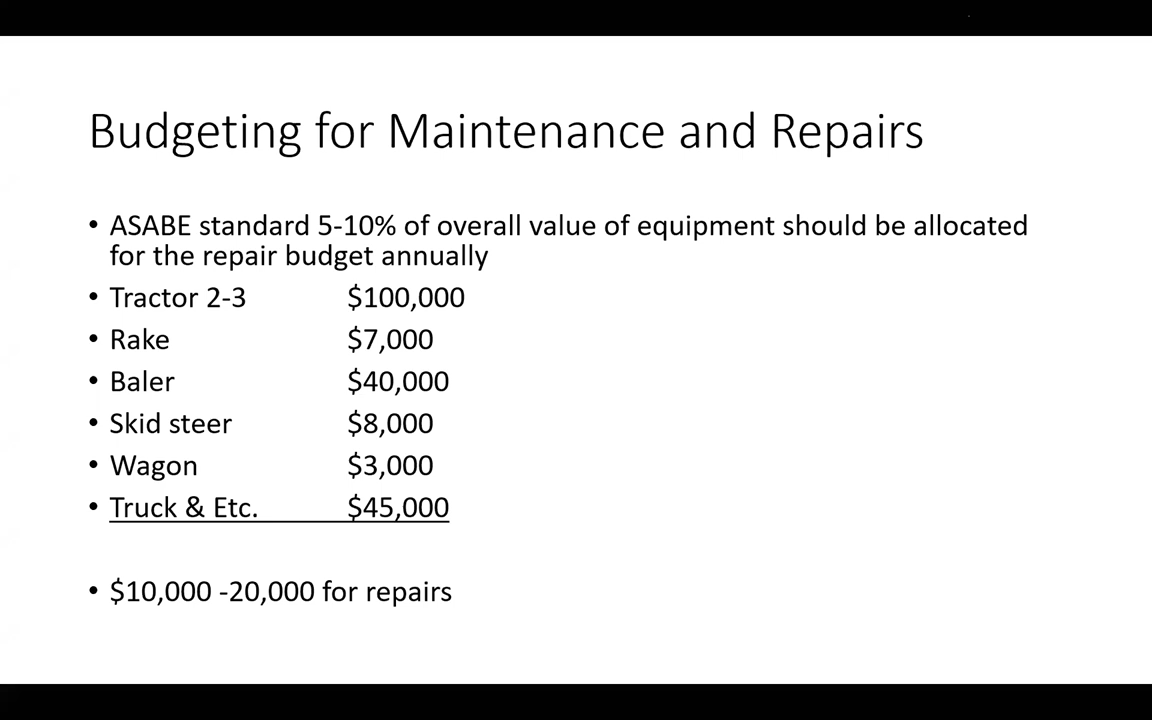 Budgeting for Maintenance and Repairs
• ASABE standard 5-10% of overall value of equipment should be allocated
for the repair budget annually
• Tractor 2-3 $100,000
• Rake $7,000
• Baler $40,000
• Skid steer $8,000
• Wagon $3,000
• Truck & Etc. $45,000
• $10,000 -20,000 for repairs